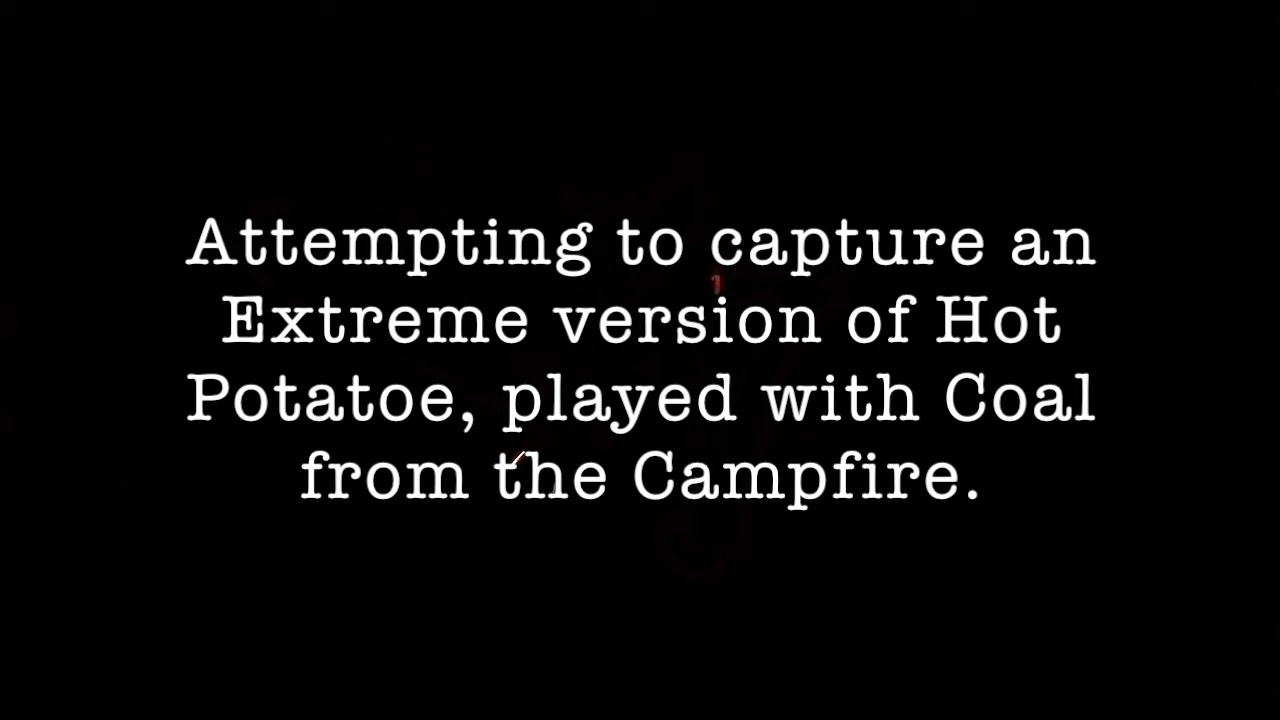 Attempting to capture an
Extreme version of Hot
Potatoe, played with Coal
from the Campfire.